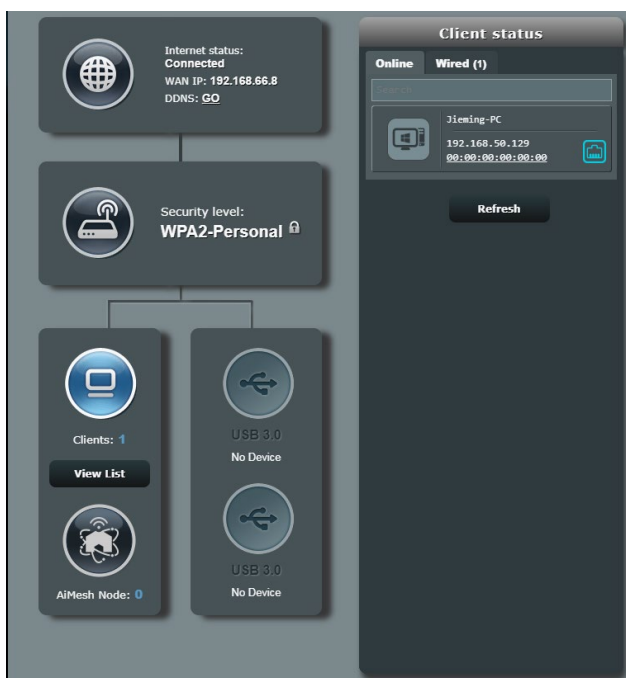 Internet status:
Connected
WAN IP: 192.168.66.8
DDNS: GO
Security level:
WPA2-Personal
Clients: 1
View List
AiMesh Node: 0
USB 3.0
No Device
USB 3.0
No Device
Client status
Online Wired (1)
Search
Jieming-PC
192.168.50.129
00:00:00:00:00:00
Refresh